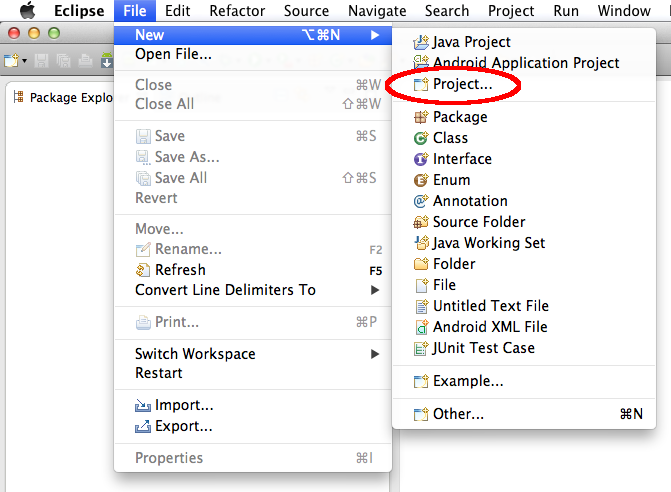 Eclipse File Edit Refactor Source Navigate Search Project Run Window
Package Explo
New ⌥⌘N ▶
Open File...
Close ⌘W
Close All ⇧⌘W
Save ⌘S
Save As...
Save All ⇧⌘S
Revert
Move...
Rename... F2
Refresh F5
Convert Line Delimiters To ▶
Print... ⌘P
Switch Workspace ▶
Restart
Import...
Export...
Properties ⌘I
Java Project
Android Application Project
Project...
Package
Class
Interface
Enum
Annotation
Source Folder
Java Working Set
Folder
File
Untitled Text File
Android XML File
JUnit Test Case
Example...
Other... ⌘N